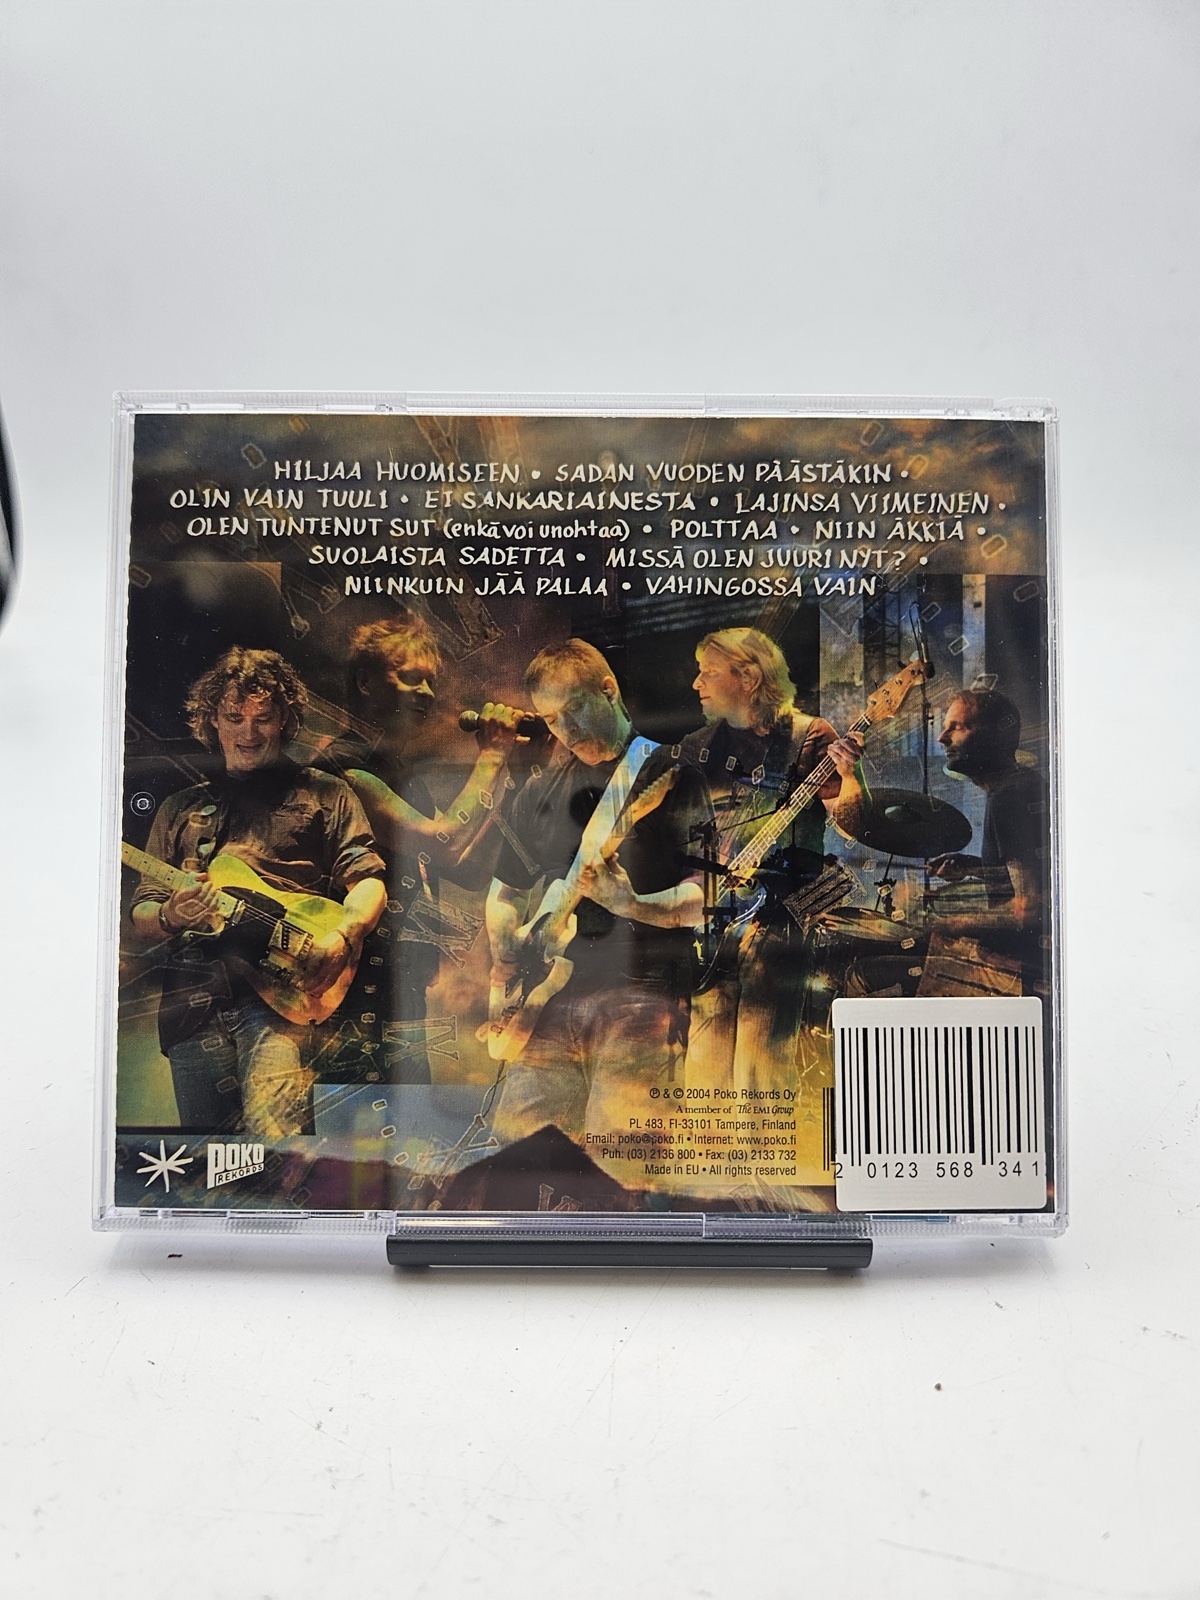 HILJAA HUOMISEEN • SADAN VUODEN PÄÄSTÄKIN •
OLIN VAIN TUULI • EI SANKARIAINESTA • LAJINSA VIIMEINEN •
OLEN TUNTENUT SUT (enkä voi unohtaa) • POLTTAA • NIIN ÄKKIÄ •
SUOLAISTA SADETTA • MISSÄ OLEN JUURI NYT? •
NIINKUIN JÄÄ PALAA • VAHINGOSSA VAIN
℗ & © 2004 Poko Rekords Oy
A member of The EMI Group
PL 483, FI-33101 Tampere, Finland
Email: poko@poko.fi • Internet: www.poko.fi
Puh: (03) 2136 800 • Fax: (03) 2133 732
Made in EU • All rights reserved
POKO
REKORDS
2 0123 568 341